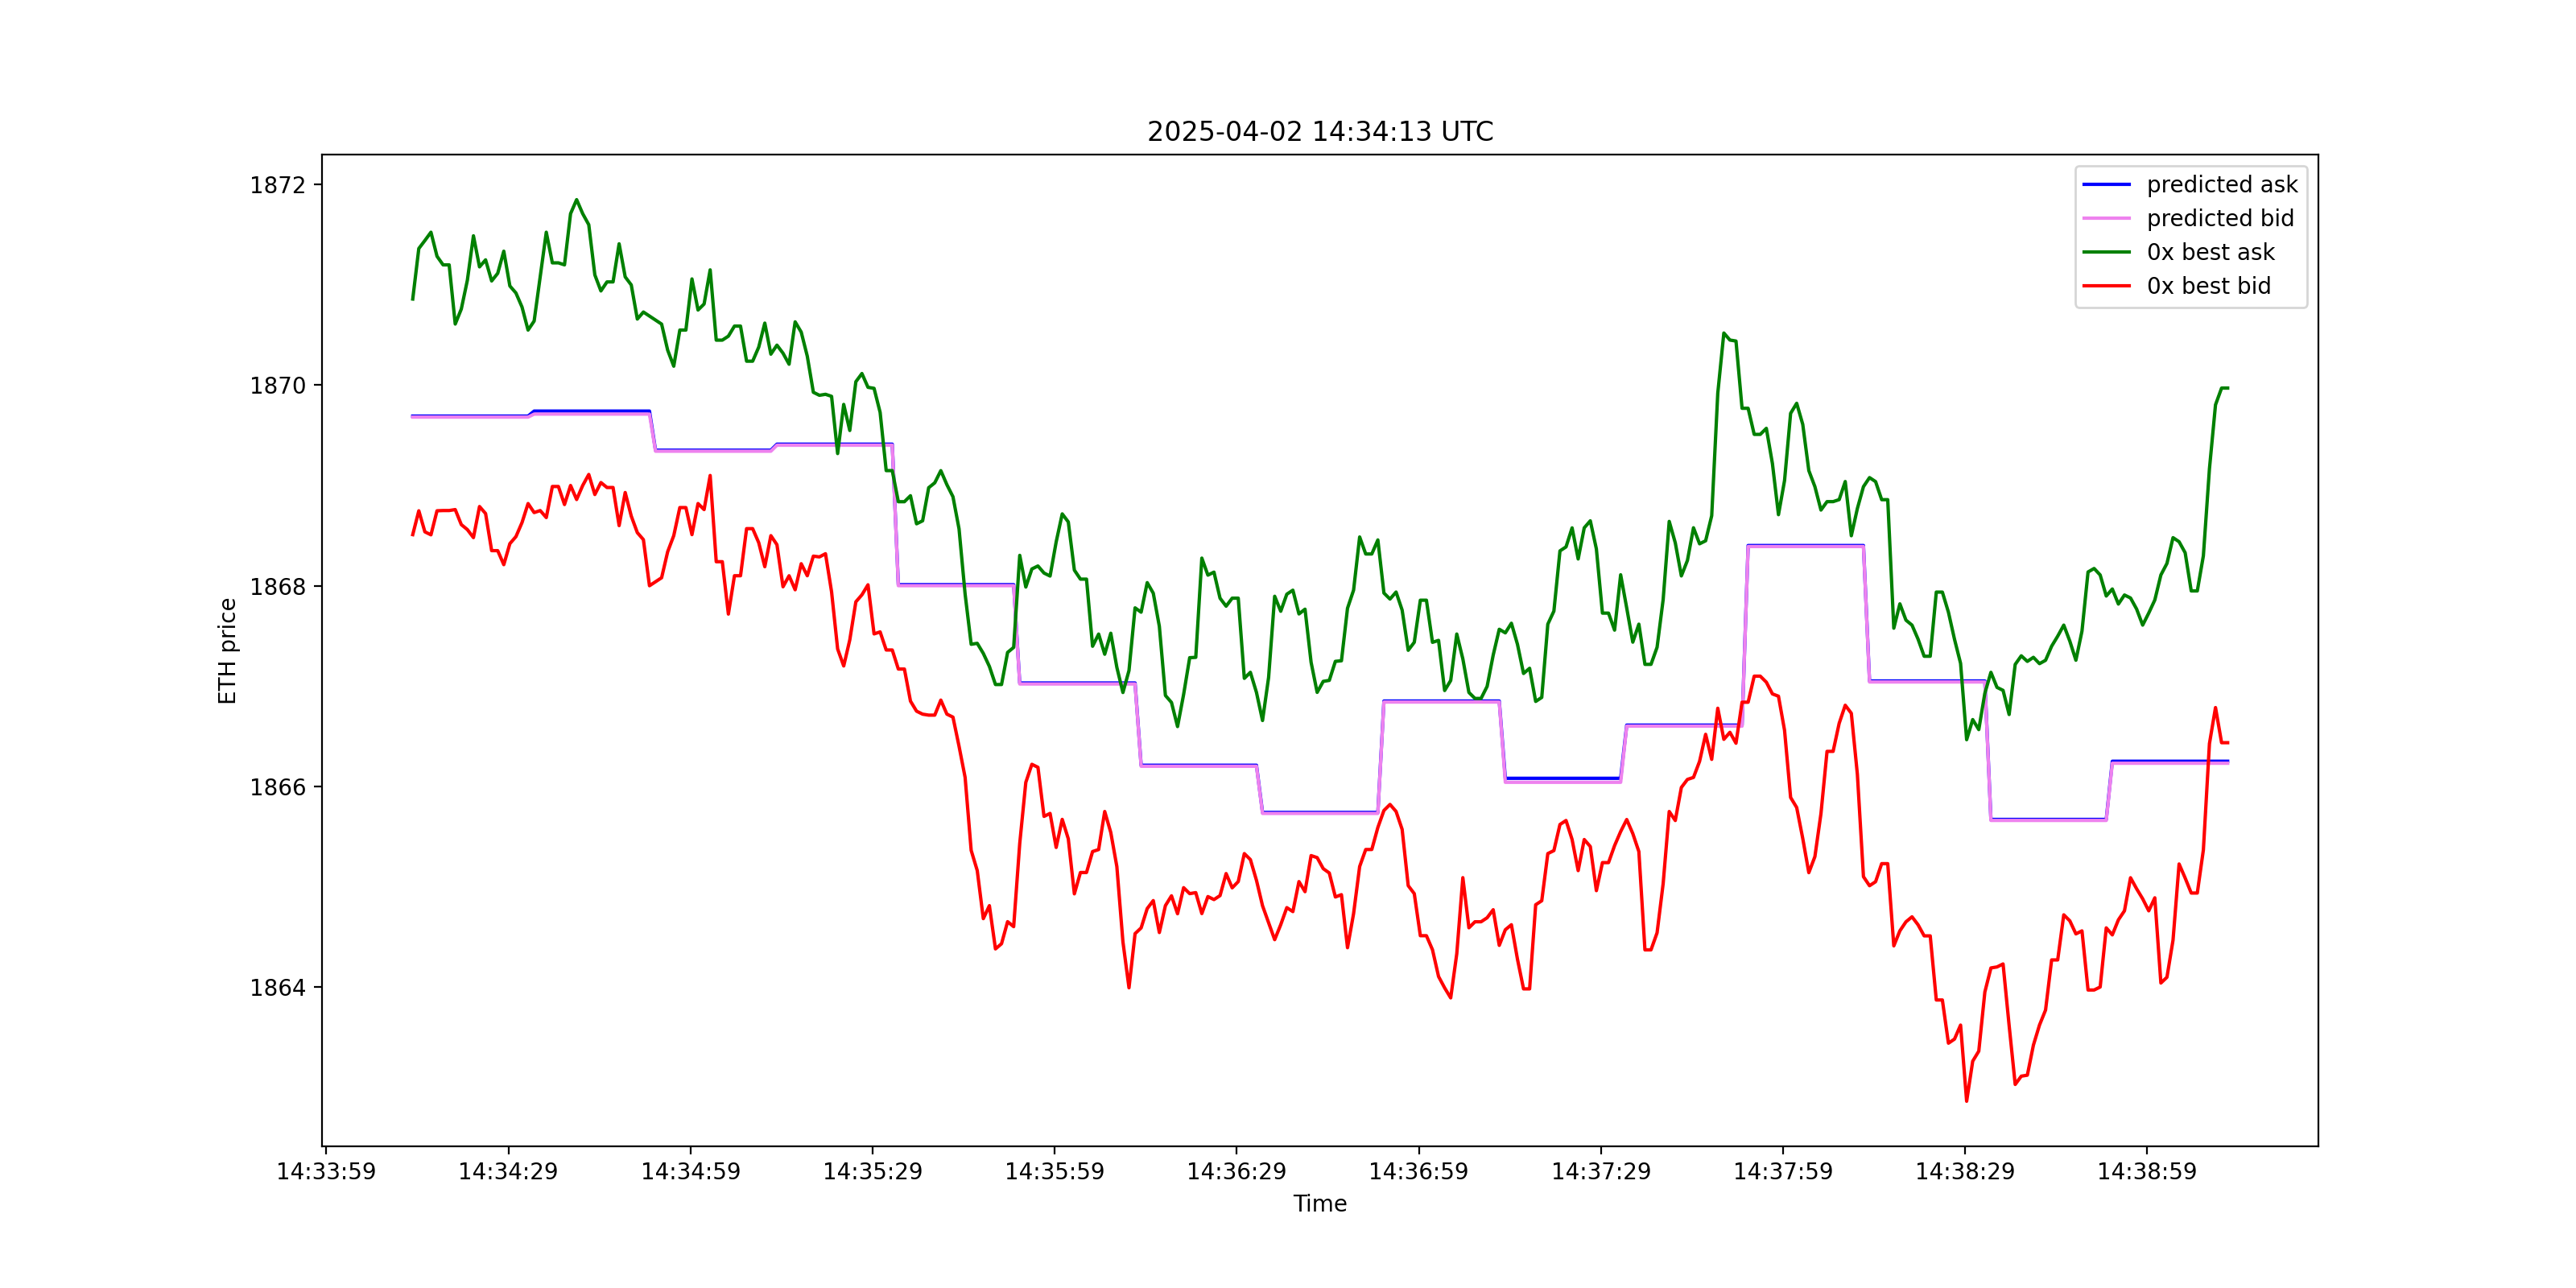 2025-04-02 14:34:13 UTC
predicted ask
predicted bid
0x best ask
0x best bid
1872
1870
1868
1866
1864
ETH price
14:33:59 14:34:29 14:34:59 14:35:29 14:35:59 14:36:29 14:36:59 14:37:29 14:37:59 14:38:29 14:38:59
Time